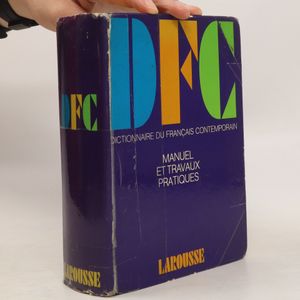 DFC
DICTIONNAIRE DU FRANÇAIS CONTEMPORAIN
MANUEL
ET TRAVAUX
PRATIQUES
LAROUSSE
DFC
LAROUSSE